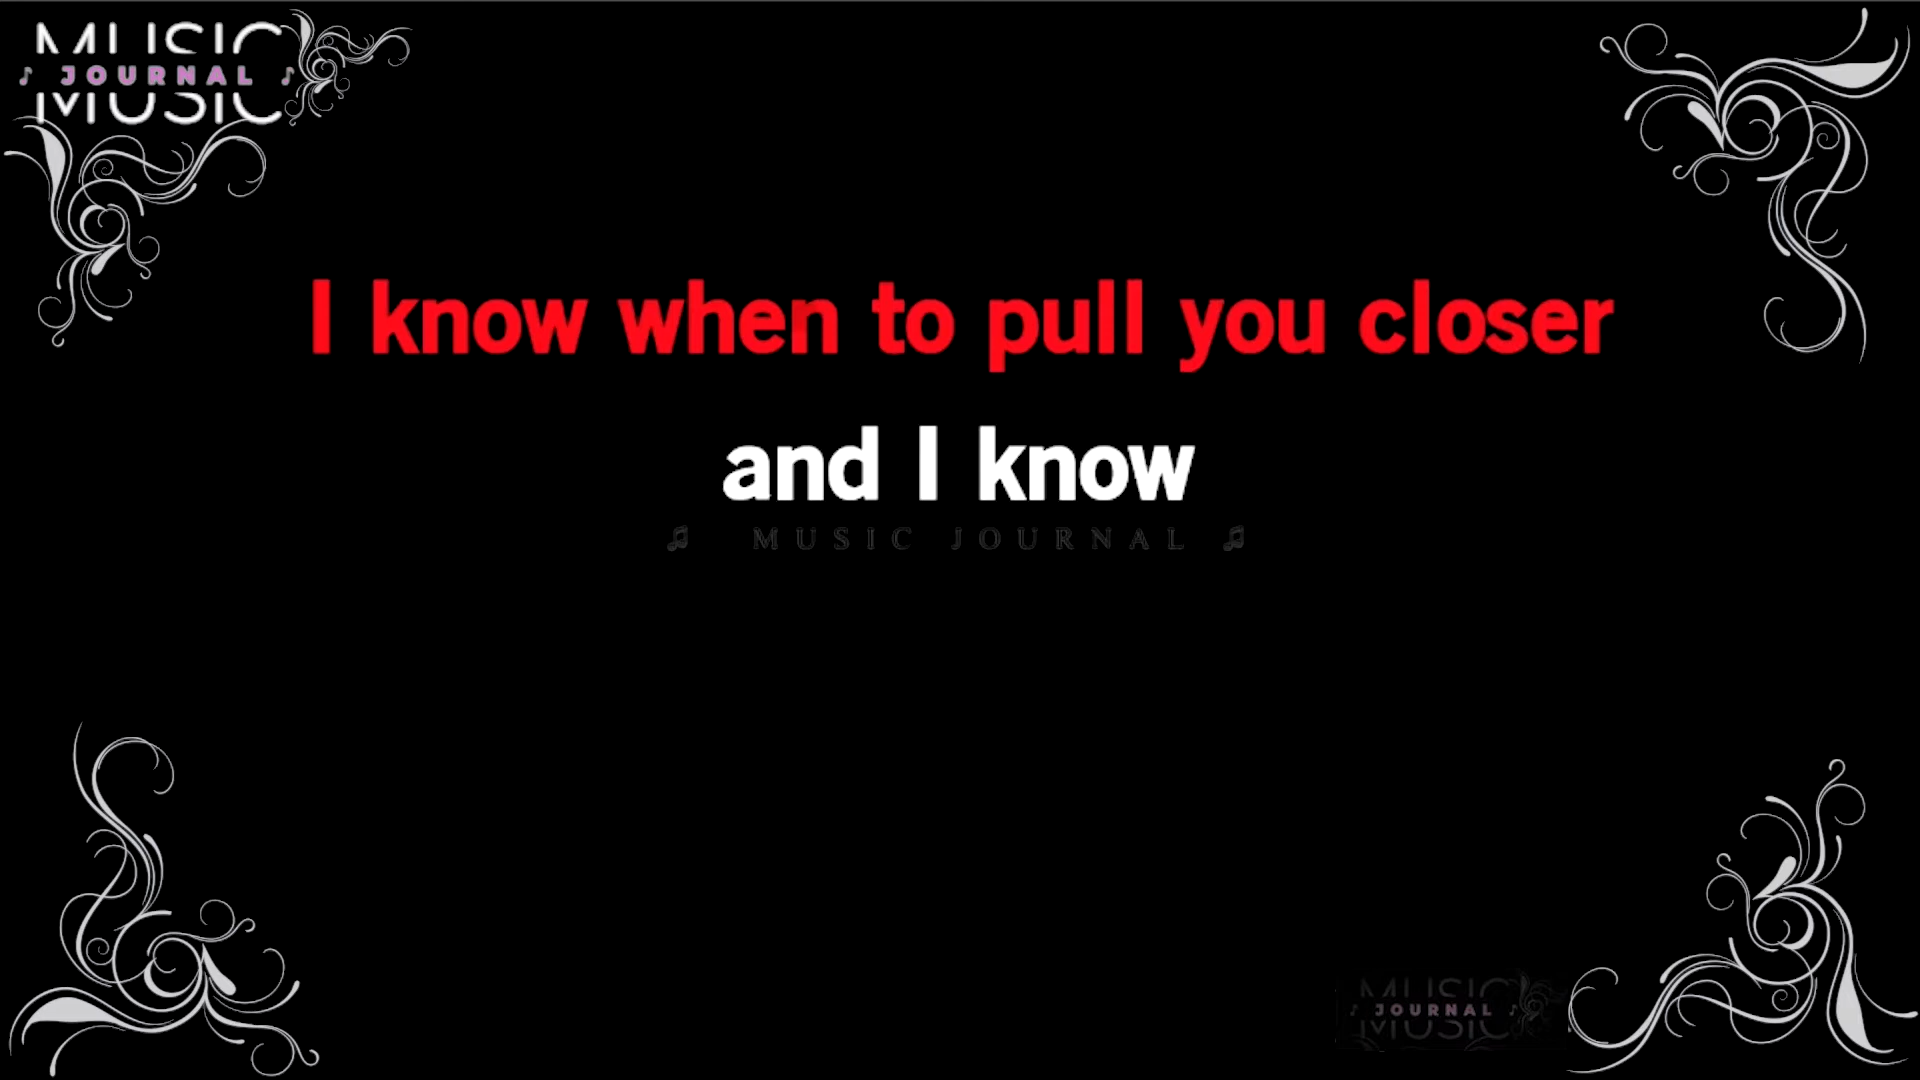 MUSIC
♪ JOURNAL ♪
MUSIC
I know when to pull you closer
and I know
♫ MUSIC JOURNAL ♫
MUSIC
♪ JOURNAL ♪
MUSIC